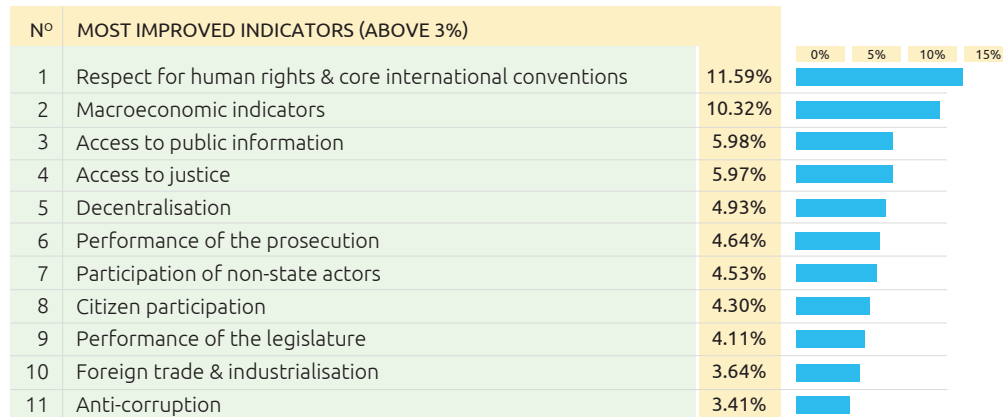 Nº MOST IMPROVED INDICATORS (ABOVE 3%)
0% 5% 10% 15%
1 Respect for human rights & core international conventions 11.59%
2 Macroeconomic indicators 10.32%
3 Access to public information 5.98%
4 Access to justice 5.97%
5 Decentralisation 4.93%
6 Performance of the prosecution 4.64%
7 Participation of non-state actors 4.53%
8 Citizen participation 4.30%
9 Performance of the legislature 4.11%
10 Foreign trade & industrialisation 3.64%
11 Anti-corruption 3.41%